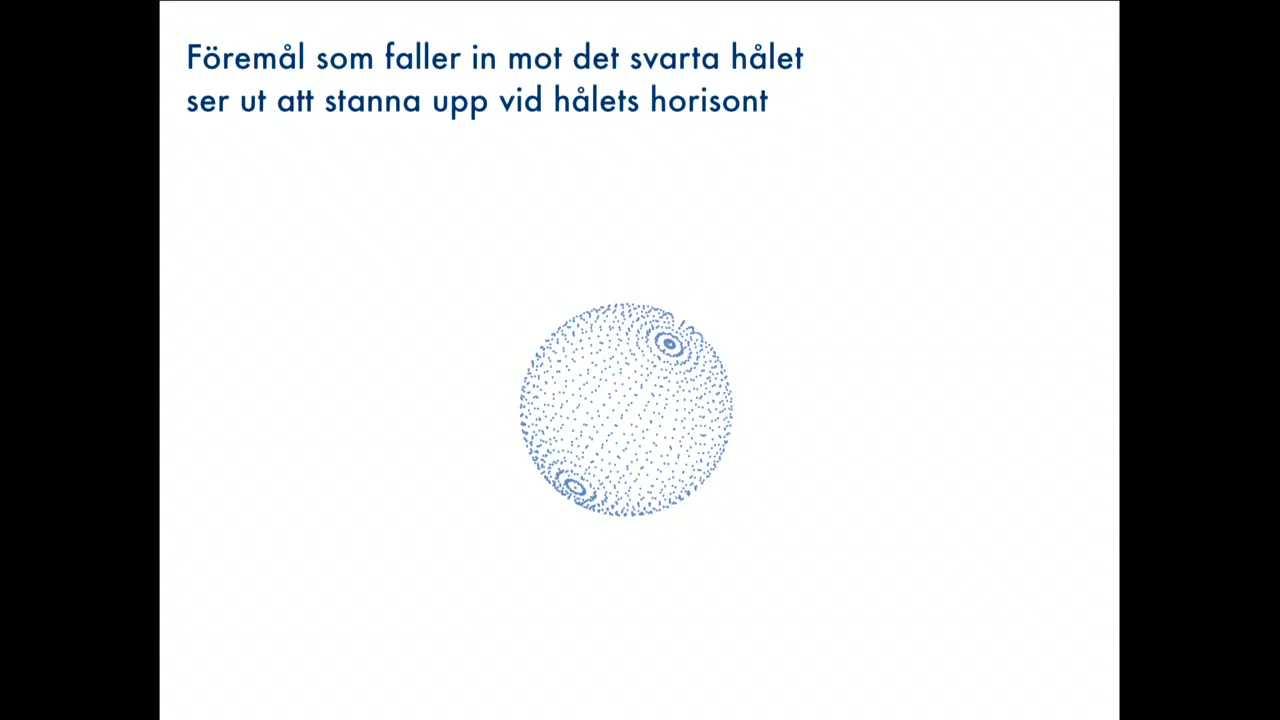 Föremål som faller in mot det svarta hålet
ser ut att stanna upp vid hålets horisont